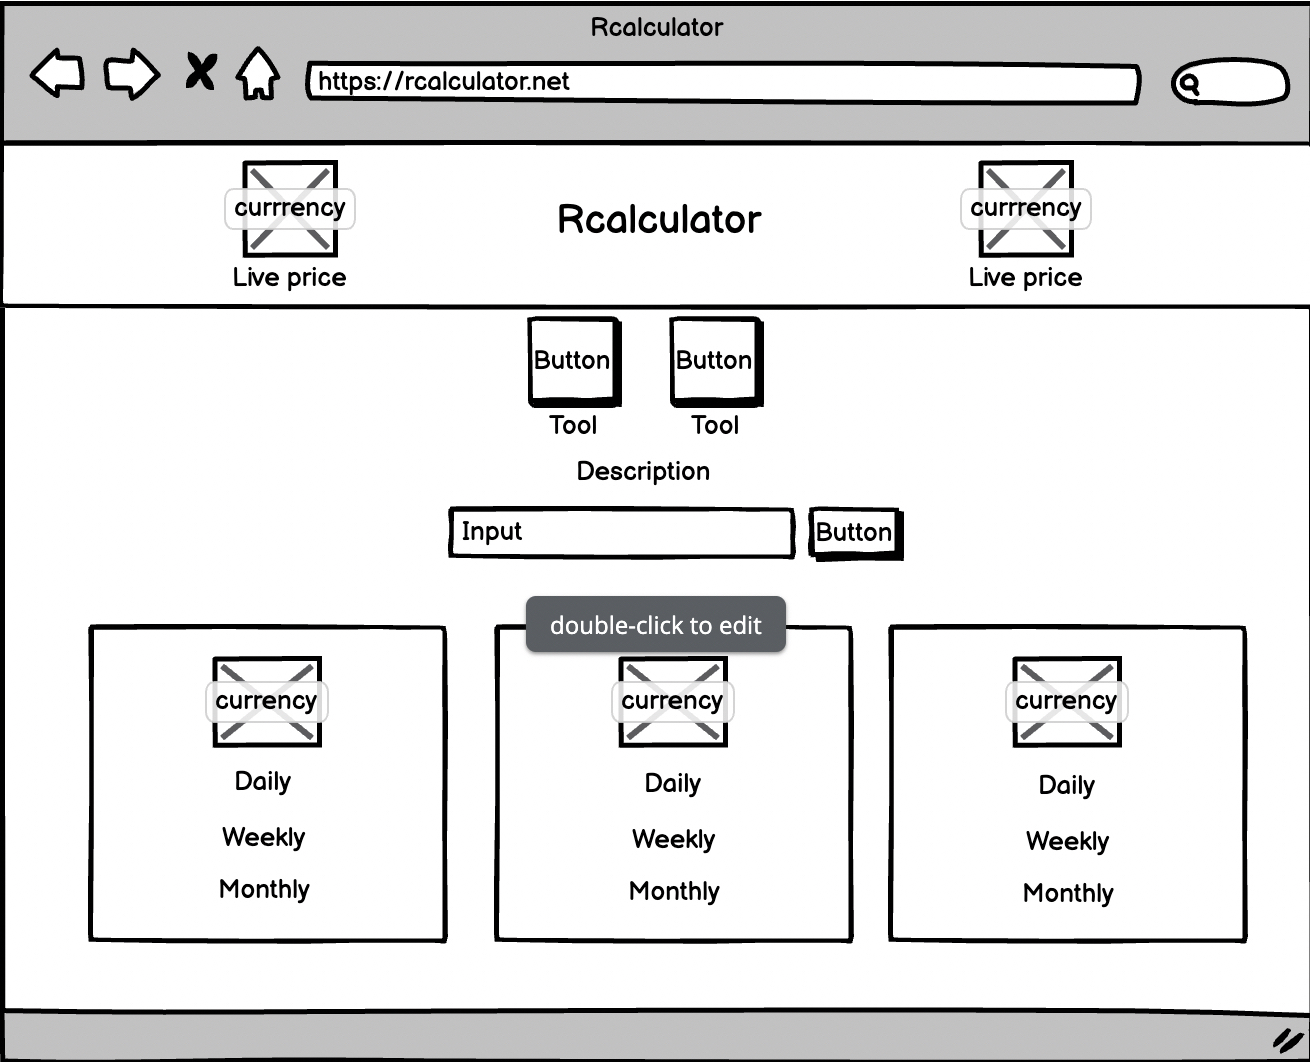 Rcalculator
https://rcalculator.net
currrency
Live price
Rcalculator
currrency
Live price
Button
Button
Tool
Tool
Description
Input
Button
double-click to edit
currency
Daily
Weekly
Monthly
currency
Daily
Weekly
Monthly
currency
Daily
Weekly
Monthly